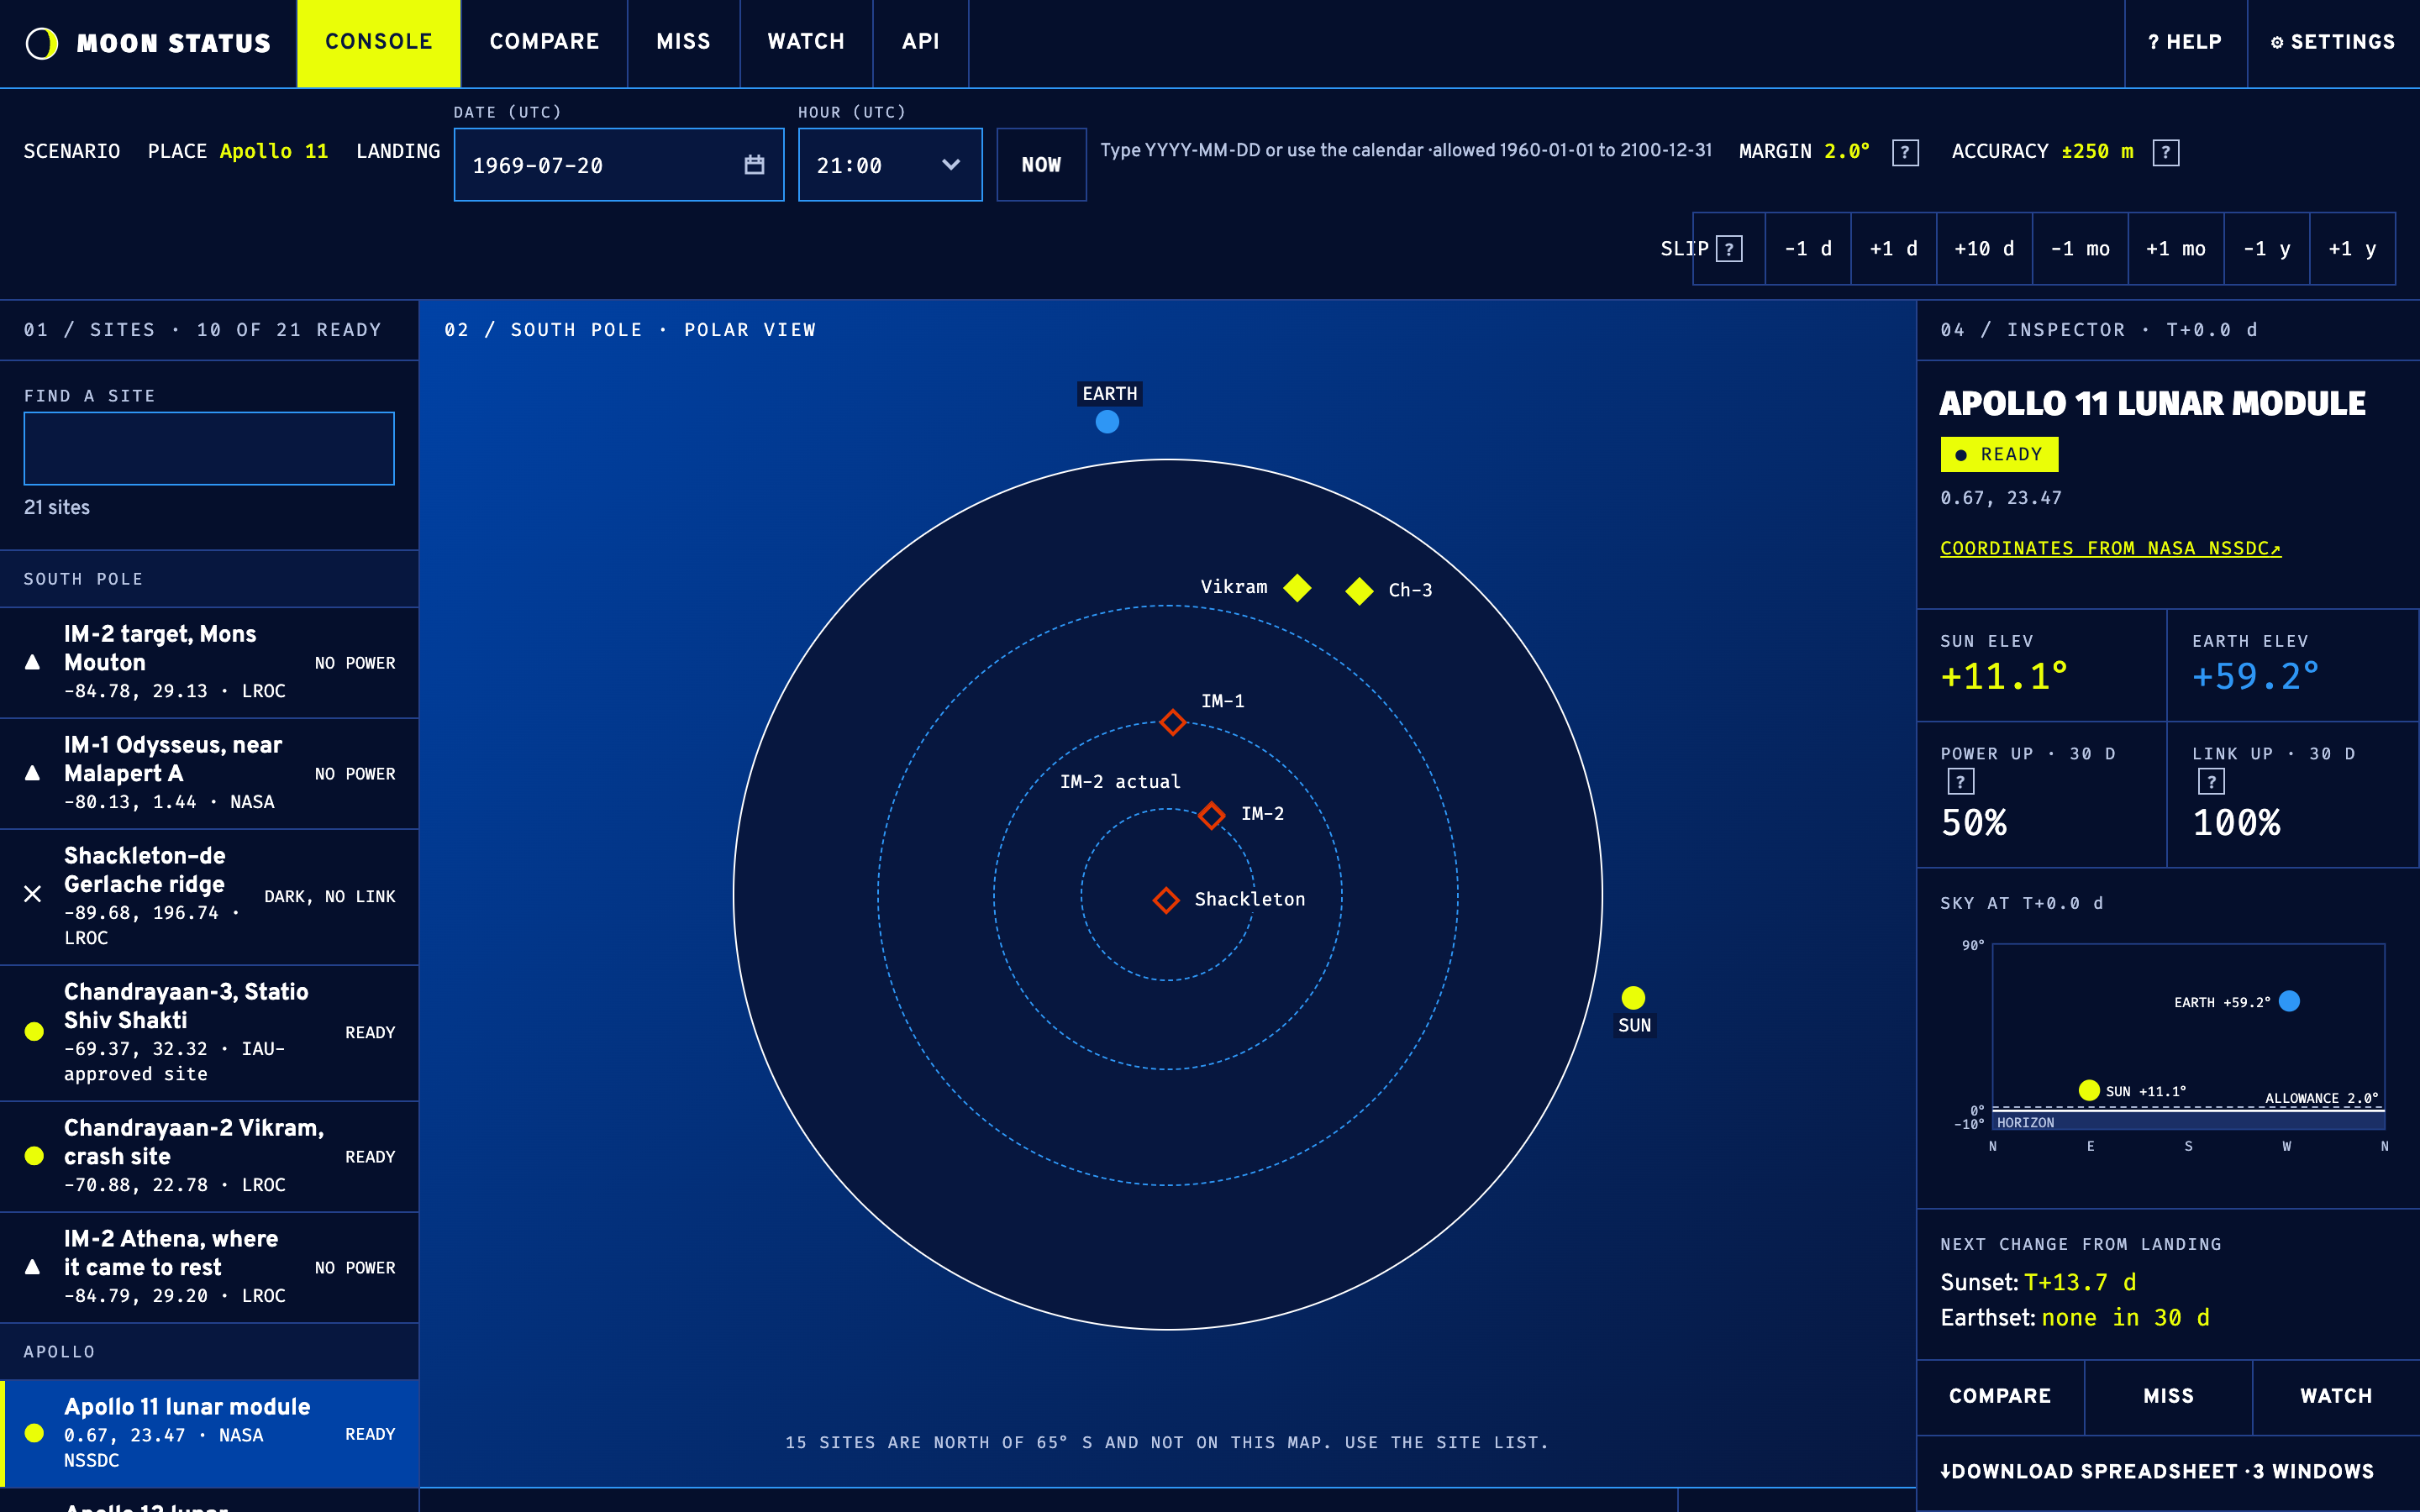 MOON STATUS
CONSOLE
COMPARE
MISS
WATCH
API
? HELP
⚙ SETTINGS
SCENARIO
PLACE Apollo 11
LANDING
DATE (UTC)
1969-07-20
HOUR (UTC)
21:00
NOW
Type YYYY-MM-DD or use the calendar ·allowed 1960-01-01 to 2100-12-31
MARGIN 2.0° ?
ACCURACY ±250 m ?
SLIP ?
-1 d
+1 d
+10 d
-1 mo
+1 mo
-1 y
+1 y
01 / SITES · 10 OF 21 READY
FIND A SITE
21 sites
SOUTH POLE
IM-2 target, Mons
Mouton
-84.78, 29.13 · LROC
NO POWER
IM-1 Odysseus, near
Malapert A
-80.13, 1.44 · NASA
NO POWER
Shackleton–de
Gerlache ridge
-89.68, 196.74 ·
LROC
DARK, NO LINK
Chandrayaan-3, Statio
Shiv Shakti
-69.37, 32.32 · IAU-
approved site
READY
Chandrayaan-2 Vikram,
crash site
-70.88, 22.78 · LROC
READY
IM-2 Athena, where
it came to rest
-84.79, 29.20 · LROC
NO POWER
APOLLO
Apollo 11 lunar module
0.67, 23.47 · NASA
NSSDC
READY
Apollo 12 lunar
02 / SOUTH POLE · POLAR VIEW
EARTH
Vikram
Ch-3
IM-1
IM-2 actual
IM-2
Shackleton
SUN
15 SITES ARE NORTH OF 65° S AND NOT ON THIS MAP. USE THE SITE LIST.
04 / INSPECTOR · T+0.0 d
APOLLO 11 LUNAR MODULE
● READY
0.67, 23.47
COORDINATES FROM NASA NSSDC↗
SUN ELEV
+11.1°
EARTH ELEV
+59.2°
POWER UP · 30 D
?
50%
LINK UP · 30 D
?
100%
SKY AT T+0.0 d
90°
EARTH +59.2°
SUN +11.1°
ALLOWANCE 2.0°
0°
-10°
HORIZON
N
E
S
W
N
NEXT CHANGE FROM LANDING
Sunset: T+13.7 d
Earthset: none in 30 d
COMPARE
MISS
WATCH
↓DOWNLOAD SPREADSHEET ·3 WINDOWS